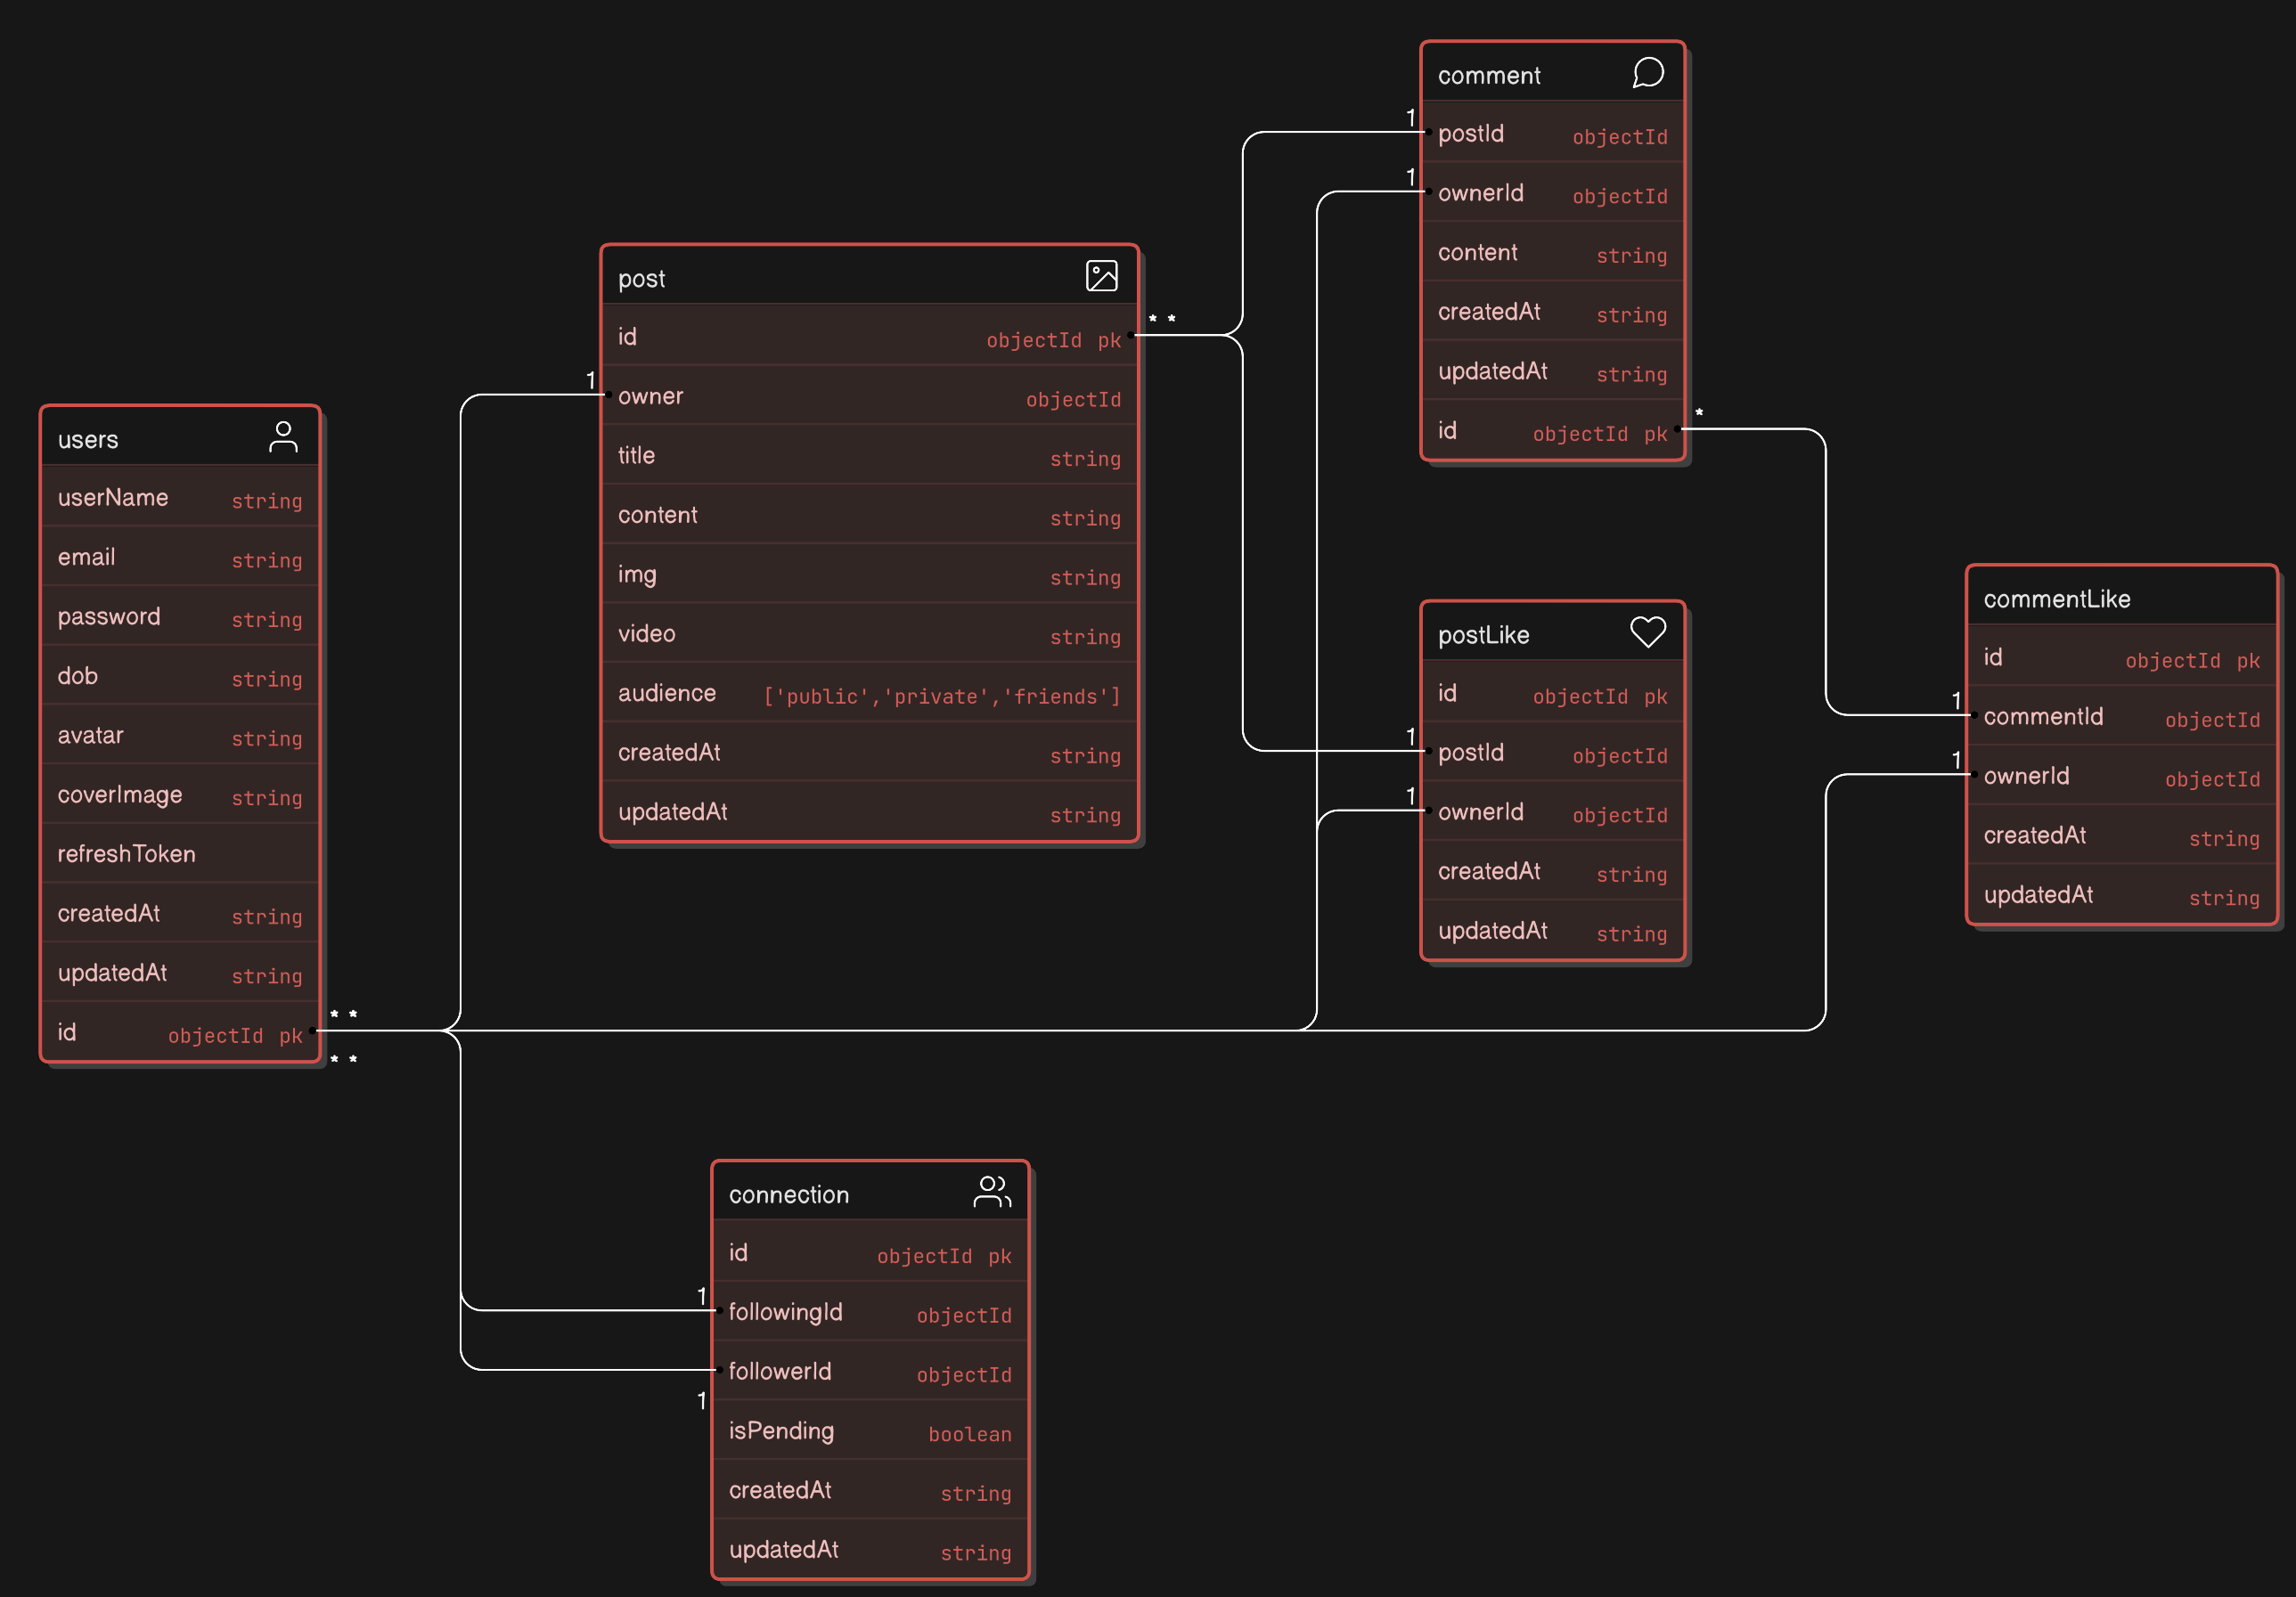 users
userName string
email string
password string
dob string
avatar string
coverImage string
refreshToken
createdAt string
updatedAt string
id objectId pk
* *
* *
post
id objectId pk
* *
1
owner objectId
title string
content string
img string
video string
audience ['public','private','friends']
createdAt string
updatedAt string
connection
id objectId pk
1
followingId objectId
followerId objectId
1
isPending boolean
createdAt string
updatedAt string
comment
1
postId objectId
1
ownerId objectId
content string
createdAt string
updatedAt string
*
id objectId pk
postLike
id objectId pk
1
postId objectId
1
ownerId objectId
createdAt string
updatedAt string
commentLike
id objectId pk
1
commentId objectId
1
ownerId objectId
createdAt string
updatedAt string